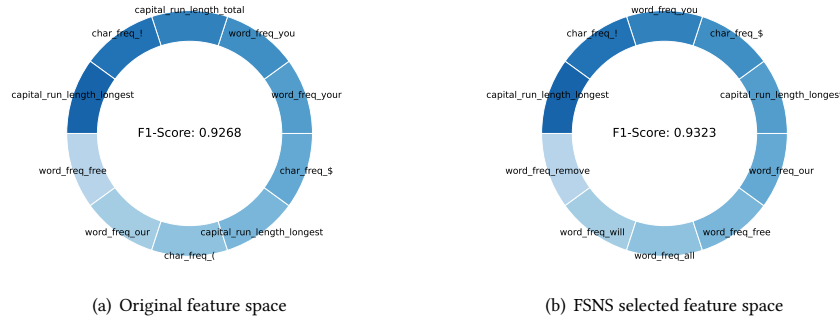 capital_run_length_total
char_freq_!
word_freq_you
capital_run_length_longest
word_freq_your
F1-Score: 0.9268
word_freq_free
char_freq_$
word_freq_our
capital_run_length_longest
char_freq_(
(a) Original feature space
word_freq_you
char_freq_!
char_freq_$
capital_run_length_longest
capital_run_length_longest
F1-Score: 0.9323
word_freq_remove
word_freq_our
word_freq_will
word_freq_free
word_freq_all
(b) FSNS selected feature space